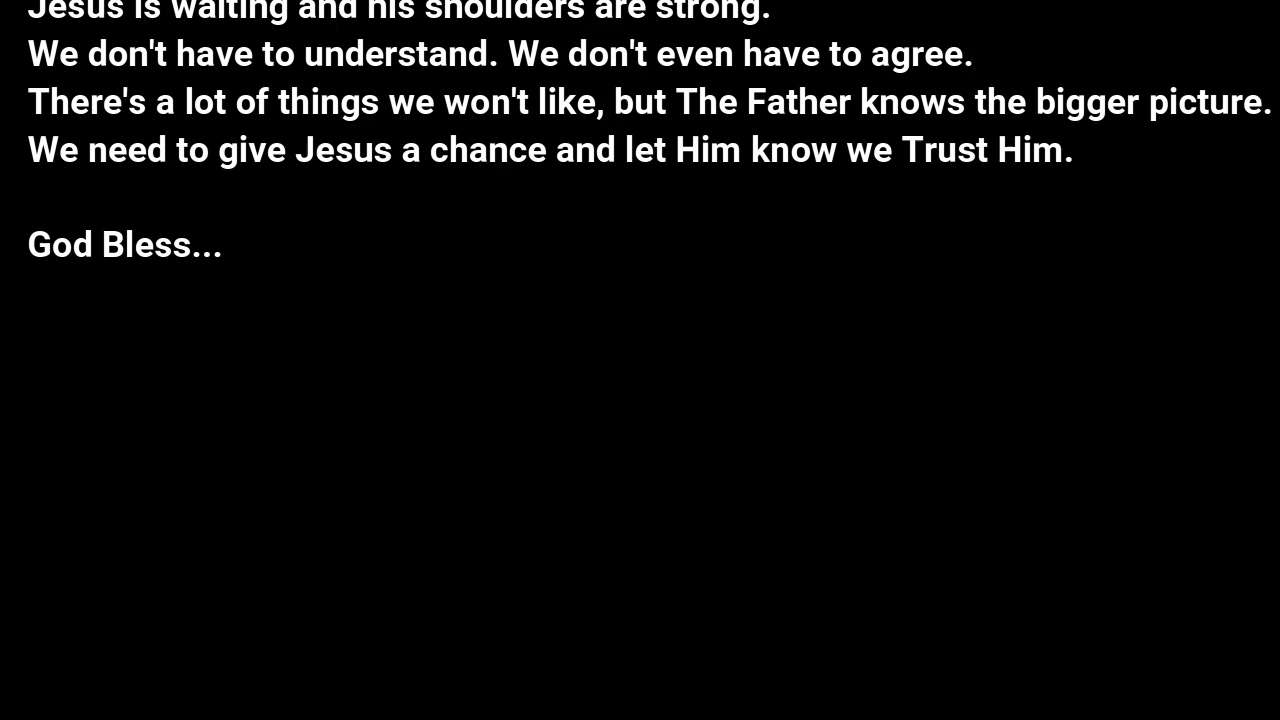 Jesus is waiting and his shoulders are strong.
We don't have to understand. We don't even have to agree.
There's a lot of things we won't like, but The Father knows the bigger picture.
We need to give Jesus a chance and let Him know we Trust Him.
God Bless...